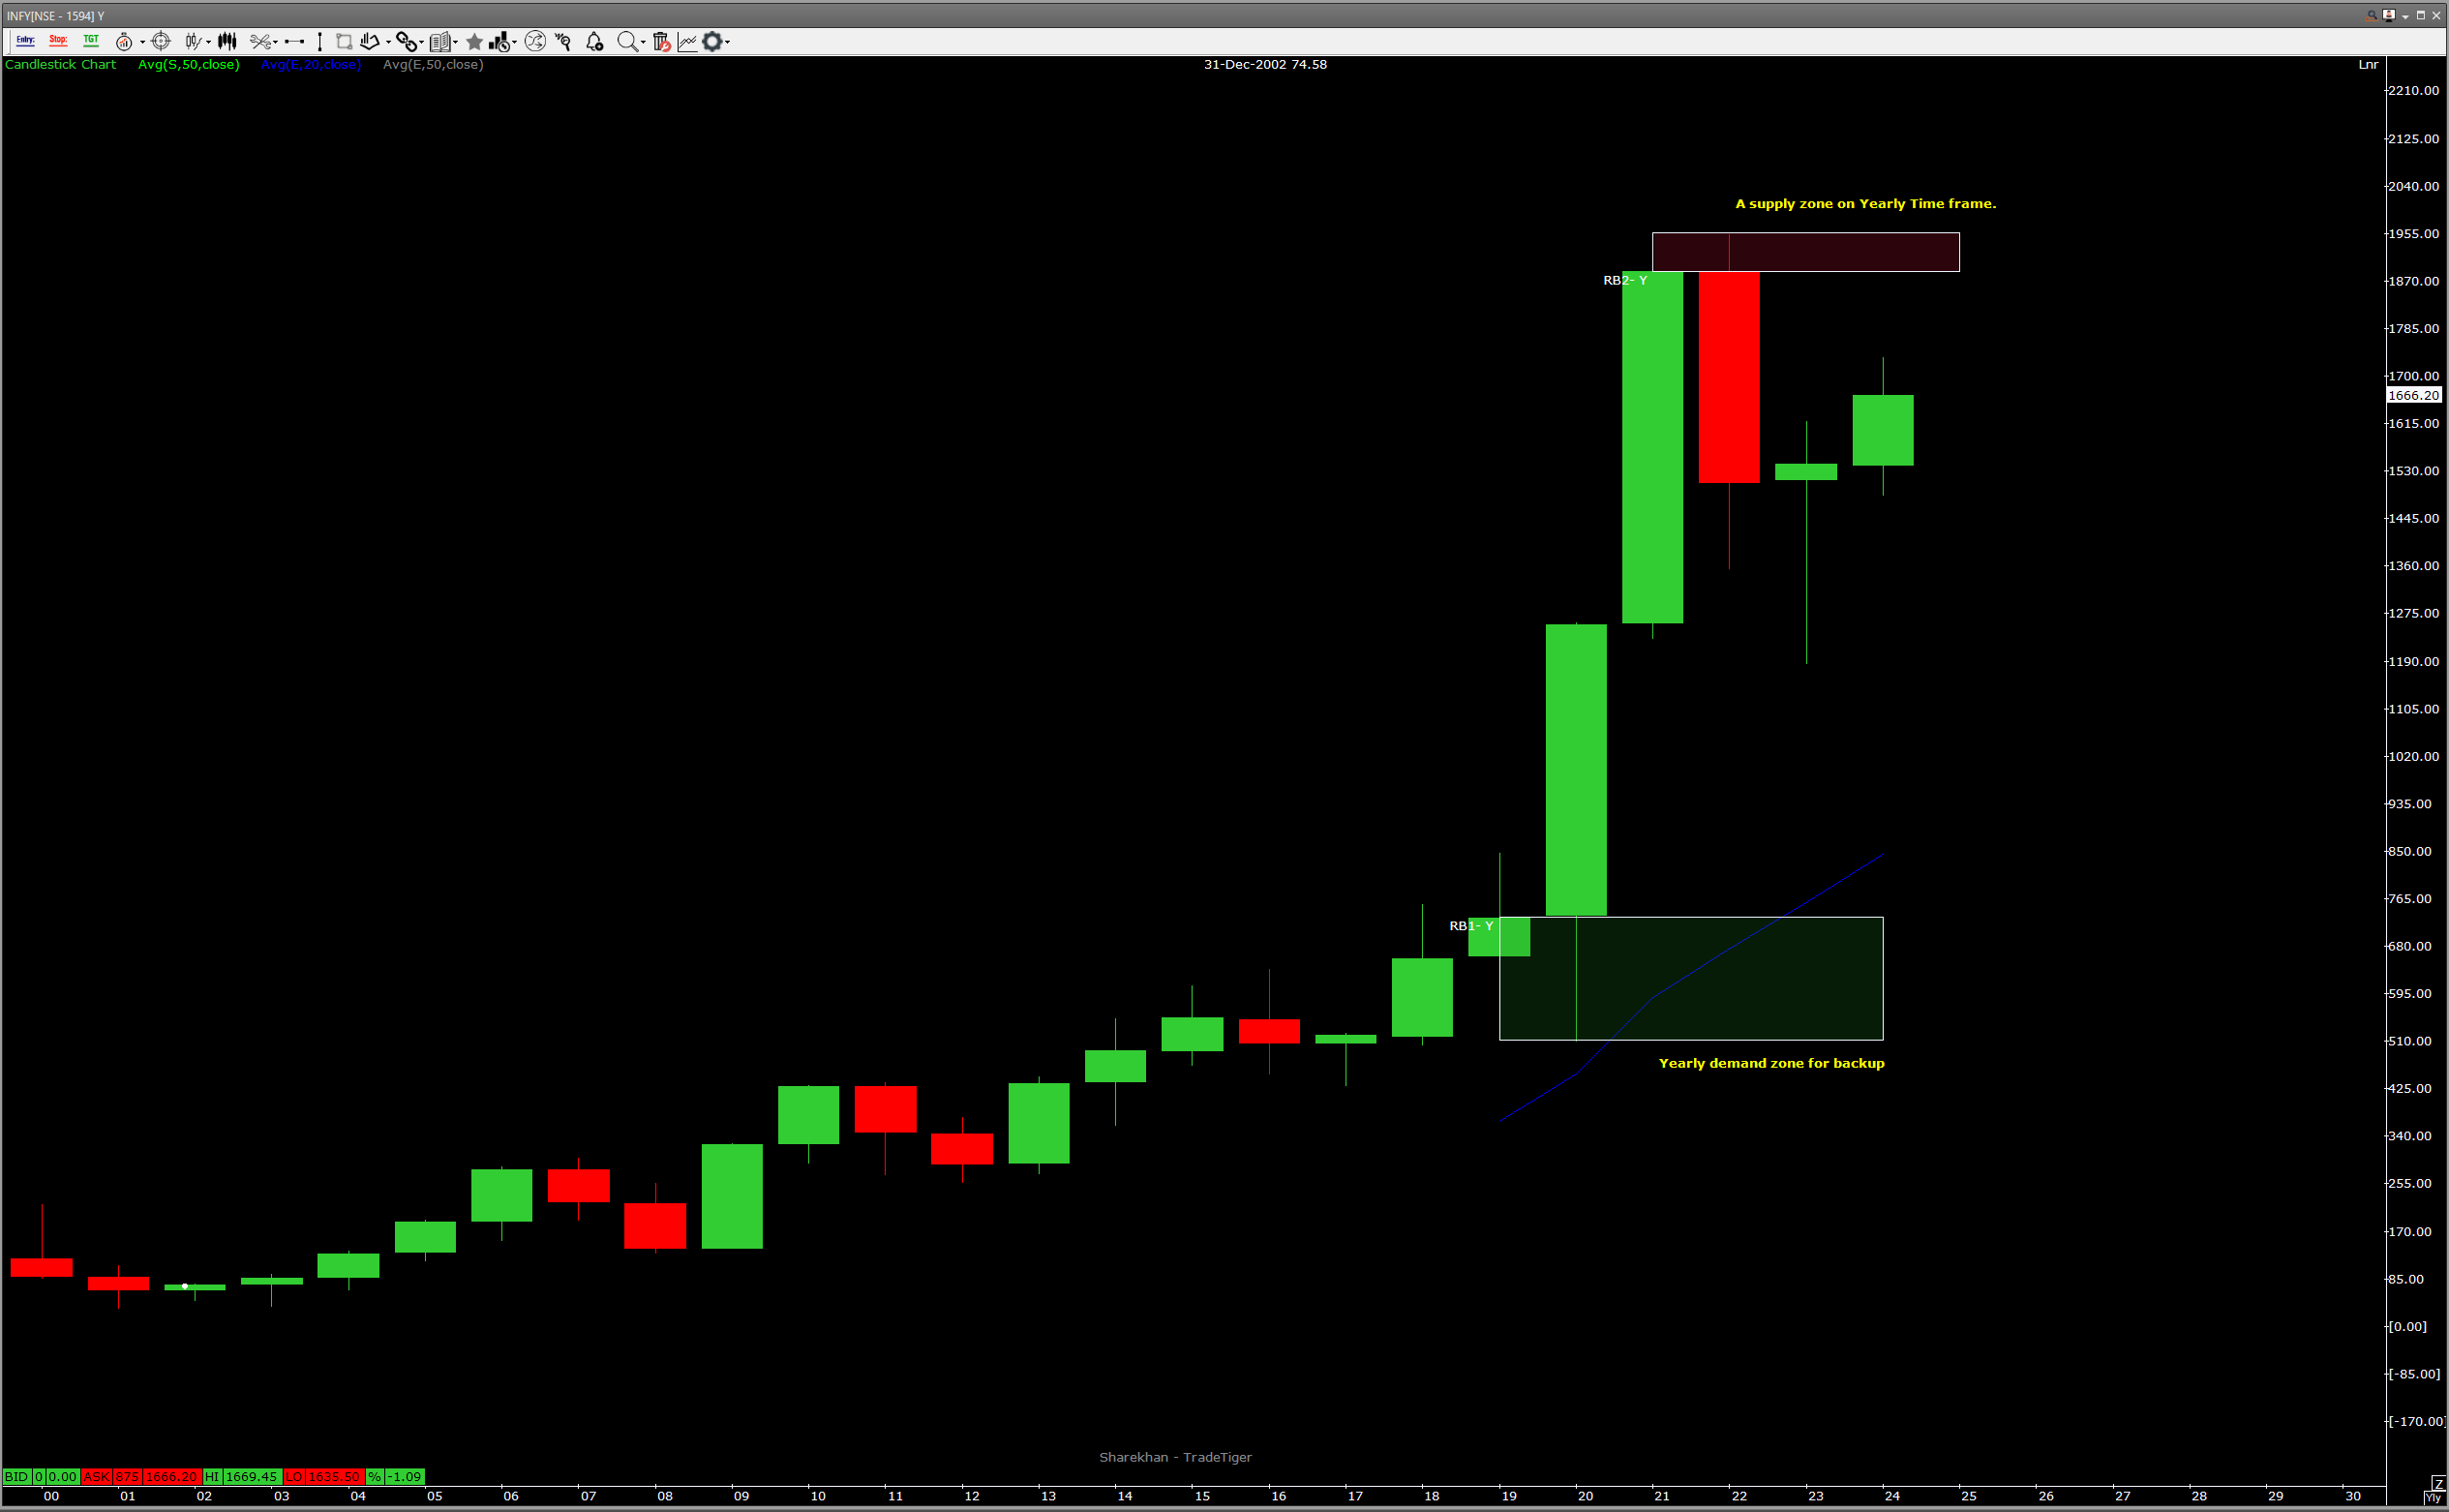 INFY[NSE - 1594] Y
Entry: Stop: TGT
Candlestick Chart Avg(S,50,close) Avg(E,20,close) Avg(E,50,close) 31-Dec-2002 74.58 Lnr
2210.00
2125.00
2040.00
A supply zone on Yearly Time frame.
1955.00
RB2- Y
1870.00
1785.00
1700.00
1666.20
1615.00
1530.00
1445.00
1360.00
1275.00
1190.00
1105.00
1020.00
935.00
850.00
765.00
RB1- Y
680.00
595.00
510.00
Yearly demand zone for backup
425.00
340.00
255.00
170.00
85.00
[0.00]
[-85.00]
[-170.00]
Sharekhan - TradeTiger
BID 0 0.00 ASK 875 1666.20 HI 1669.45 LO 1635.50 % -1.09
Z
00 01 02 03 04 05 06 07 08 09 10 11 12 13 14 15 16 17 18 19 20 21 22 23 24 25 26 27 28 29 30 Yly